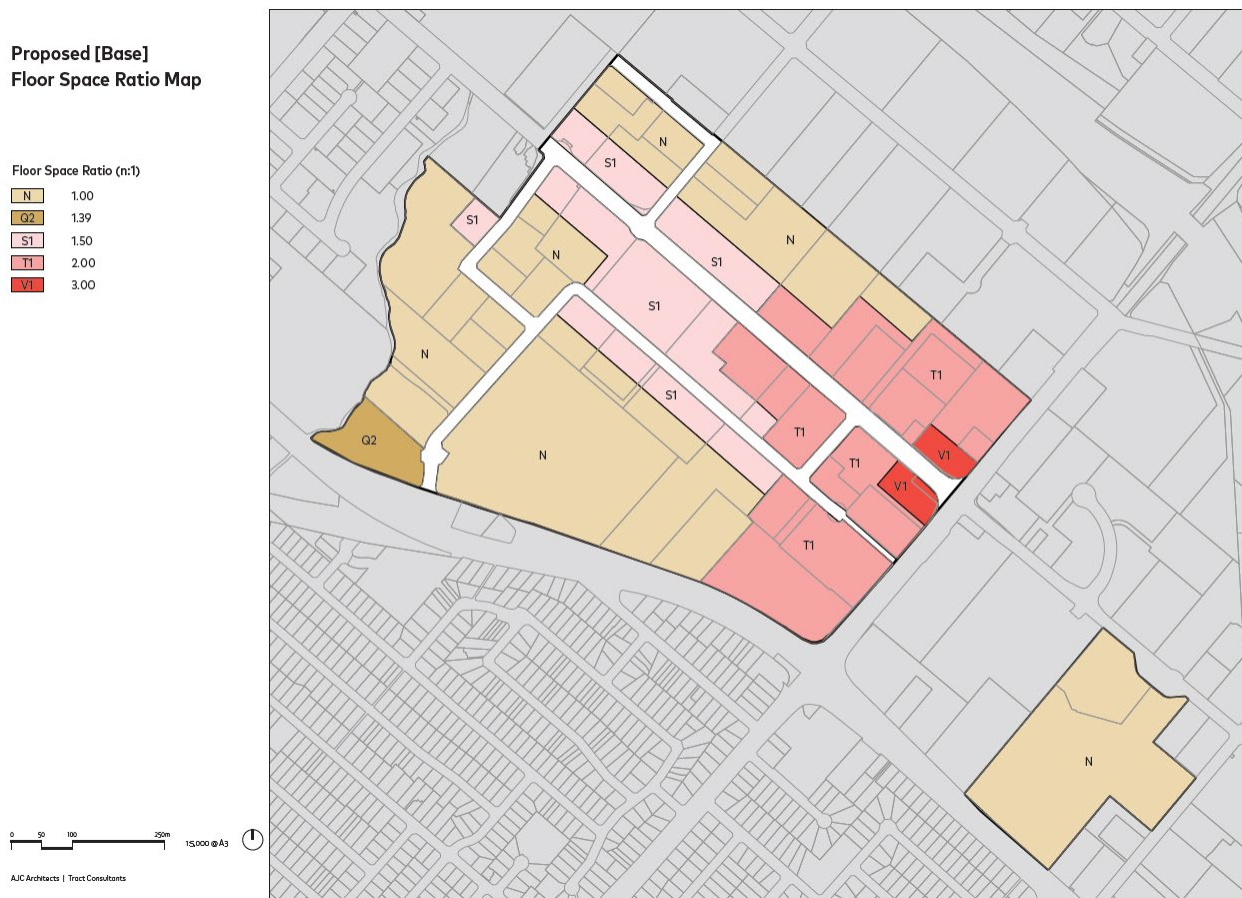 Proposed [Base]
Floor Space Ratio Map
Floor Space Ratio (n:1)
N 1.00
Q2 1.39
S1 1.50
T1 2.00
V1 3.00
N
S1
S1
N
N
S1
S1
T1
N
S1
T1
Q2
N
V1
T1
V1
T1
N
0 50 100 250m
1:5,000 @A3
AJC Architects | Tract Consultants